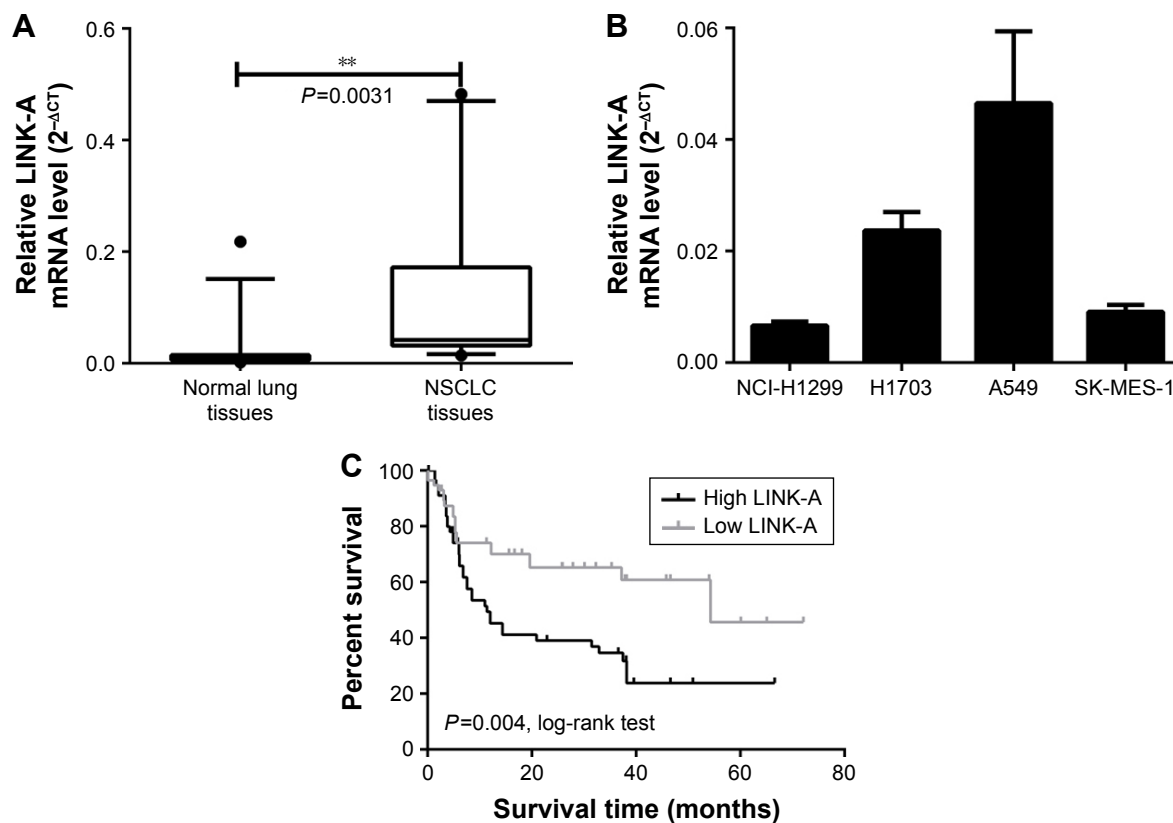 A
Relative LINK-A
mRNA level (2−ΔCT)
0.6
0.4
0.2
0.0
**
P=0.0031
Normal lung
tissues
NSCLC
tissues
B
Relative LINK-A
mRNA level (2−ΔCT)
0.06
0.04
0.02
0.00
NCI-H1299
H1703
A549
SK-MES-1
C
Percent survival
100
80
60
40
20
0
High LINK-A
Low LINK-A
P=0.004, log-rank test
0
20
40
60
80
Survival time (months)